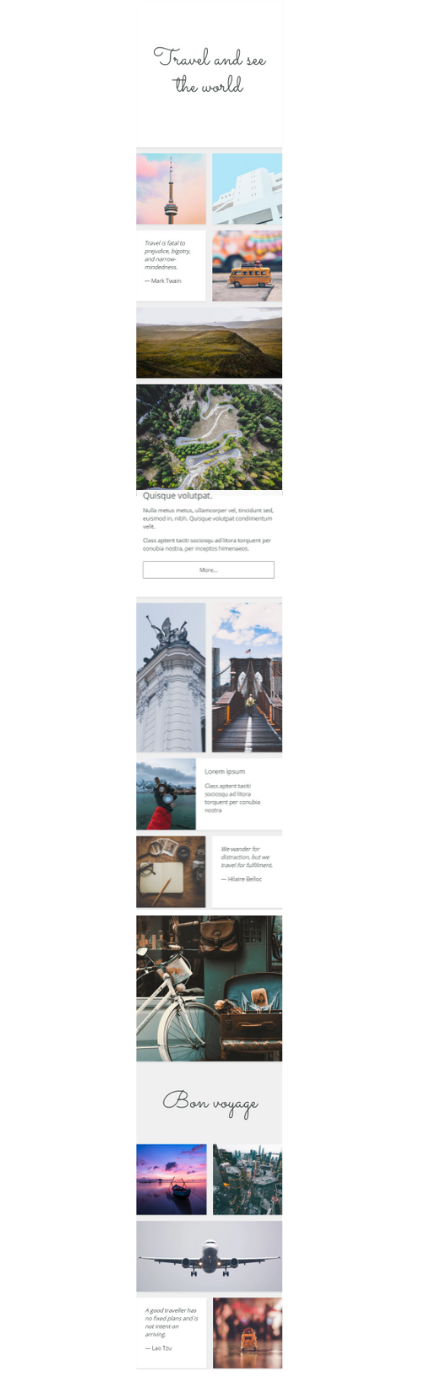 Travel and see
the world
Travel is fatal to
prejudice, bigotry,
and narrow-
mindedness.
— Mark Twain
Quisque volutpat.
Nulla metus metus, ullamcorper vel, tincidunt sed,
euismod in, nibh. Quisque volutpat condimentum
velit.
Class aptent taciti sociosqu ad litora torquent per
conubia nostra, per inceptos himenaeos.
More...
Lorem ipsum
Class aptent taciti
sociosqu ad litora
torquent per conubia
nostra
We wander for
distraction, but we
travel for fulfilment.
— Hilaire Belloc
Bon voyage
A good traveller has
no fixed plans and is
not intent on
arriving.
— Lao Tzu